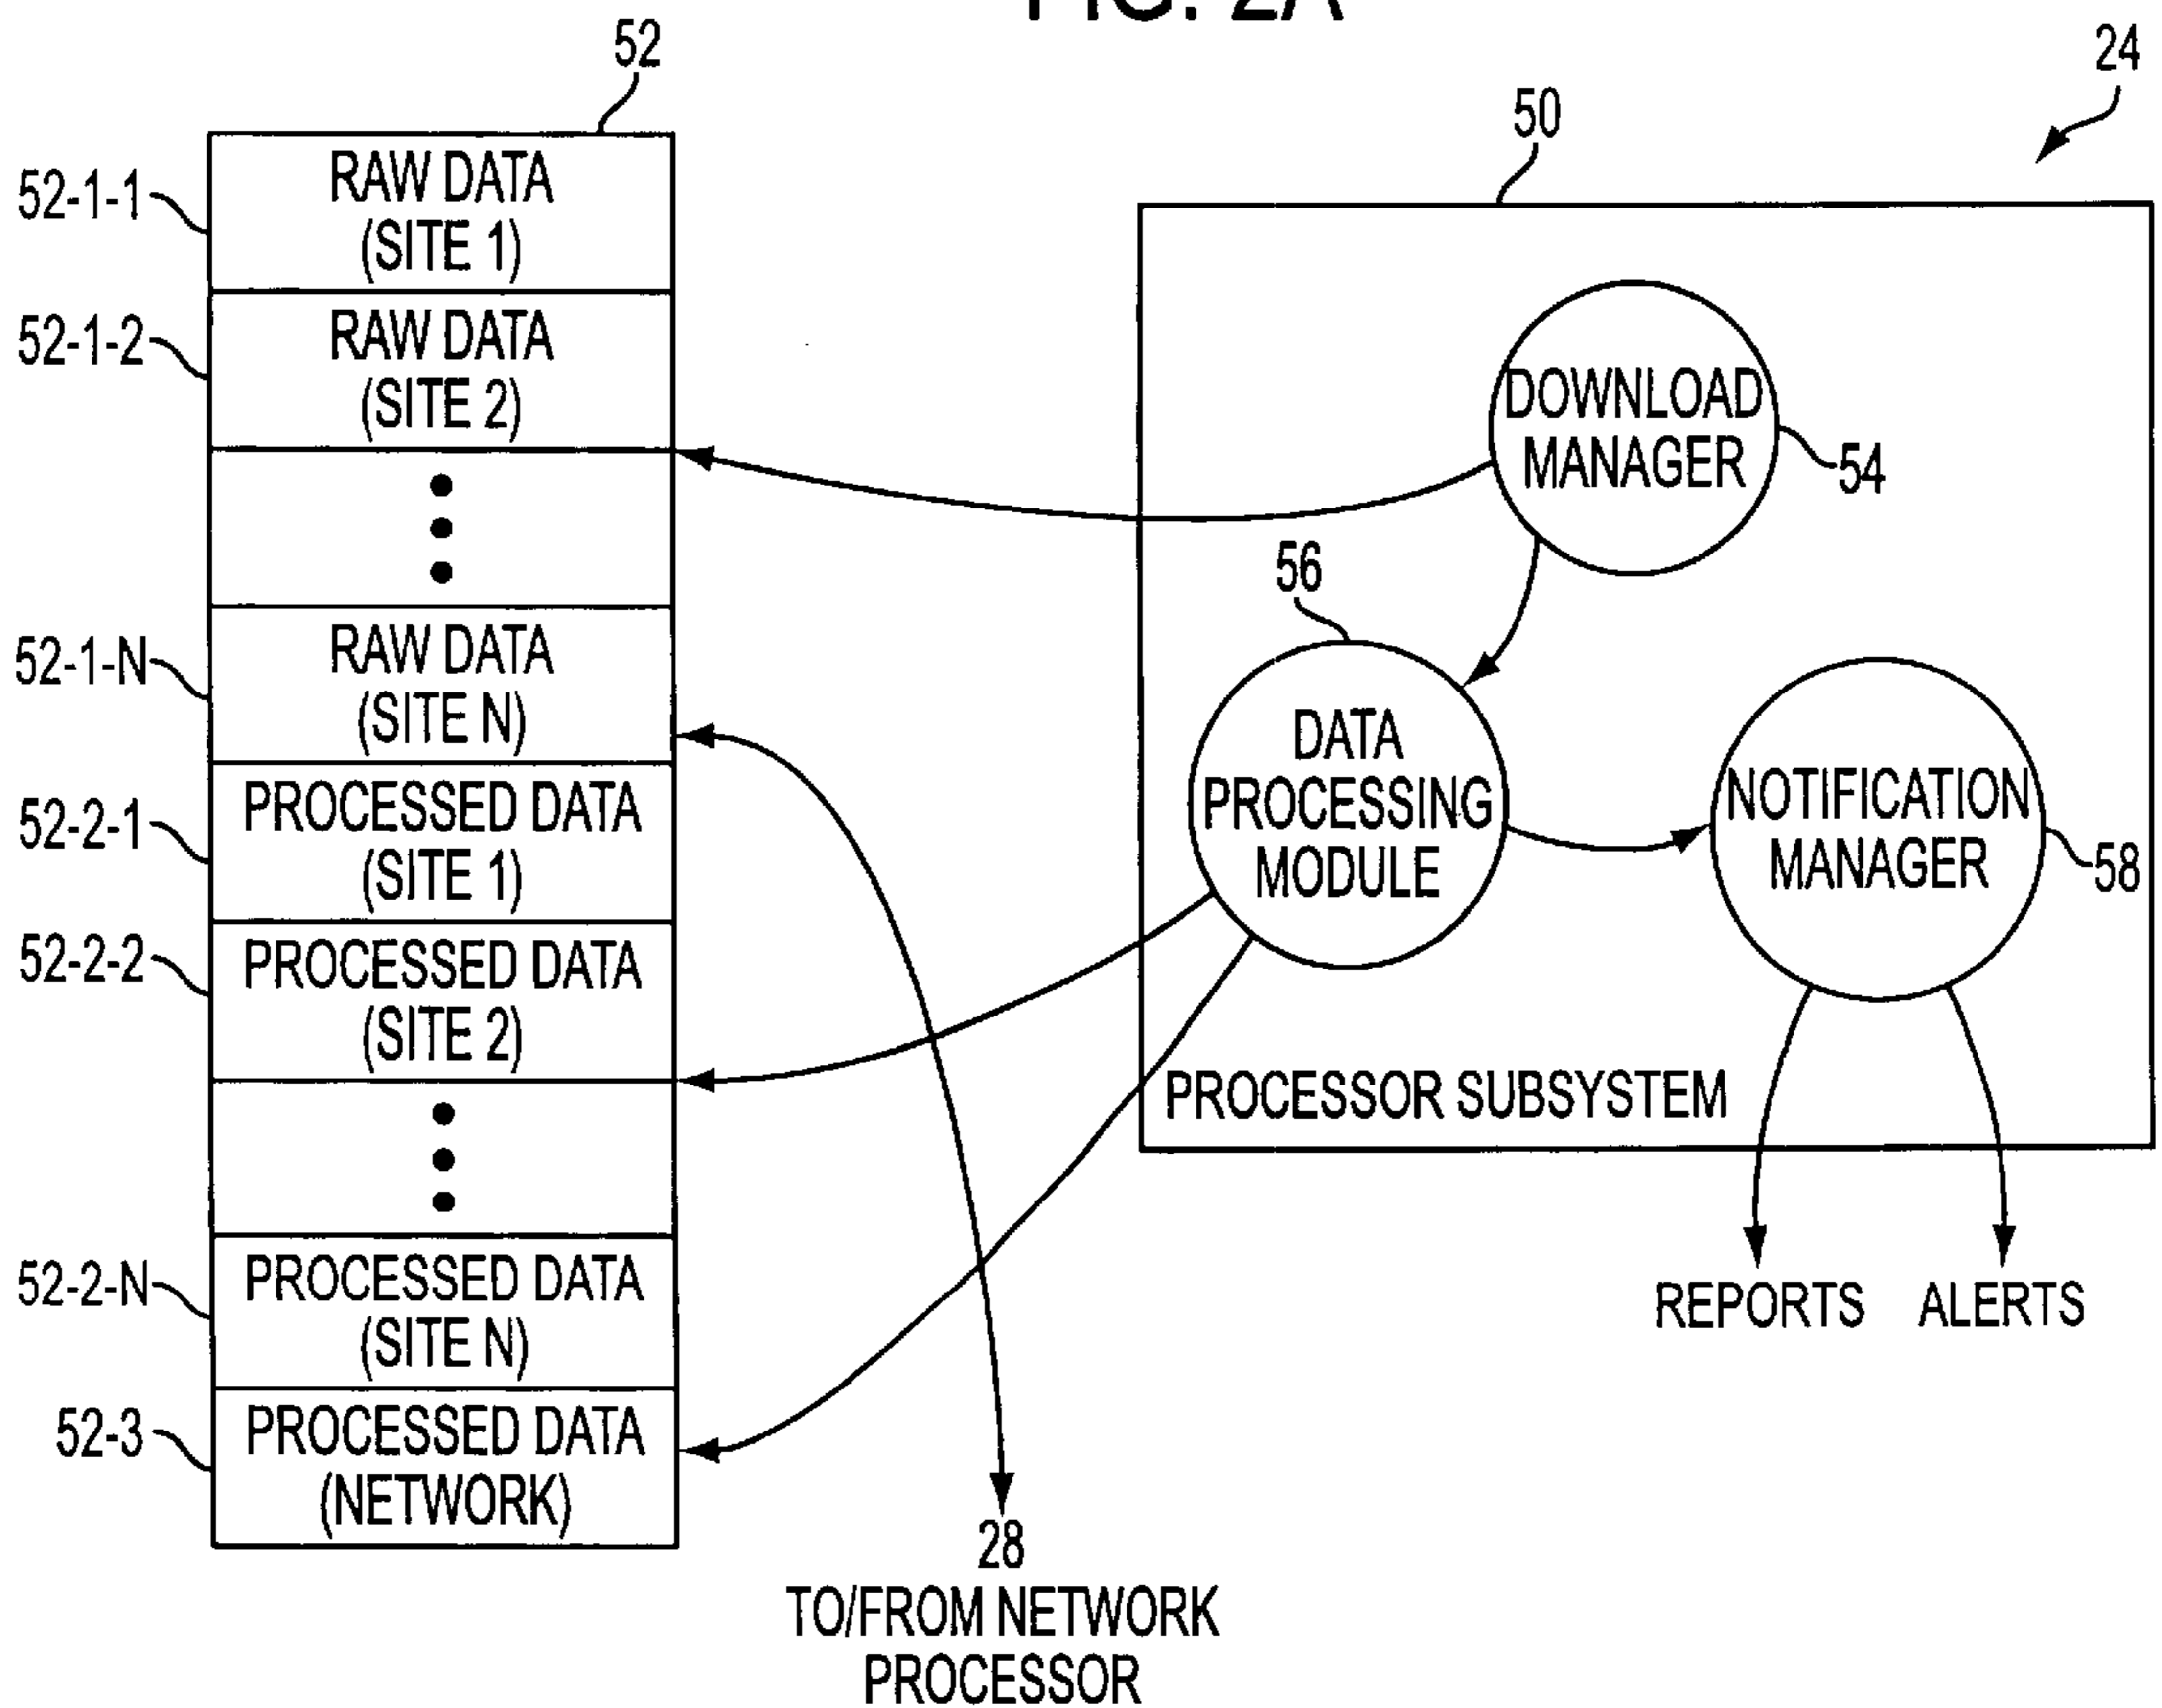 FIG. 2A
52
24
50
52-1-1
RAW DATA
(SITE 1)
52-1-2
RAW DATA
(SITE 2)
DOWNLOAD
MANAGER
54
56
52-1-N
RAW DATA
(SITE N)
DATA
PROCESSING
MODULE
NOTIFICATION
MANAGER
58
52-2-1
PROCESSED DATA
(SITE 1)
52-2-2
PROCESSED DATA
(SITE 2)
PROCESSOR SUBSYSTEM
52-2-N
PROCESSED DATA
(SITE N)
REPORTS
ALERTS
52-3
PROCESSED DATA
(NETWORK)
28
TO/FROM NETWORK
PROCESSOR